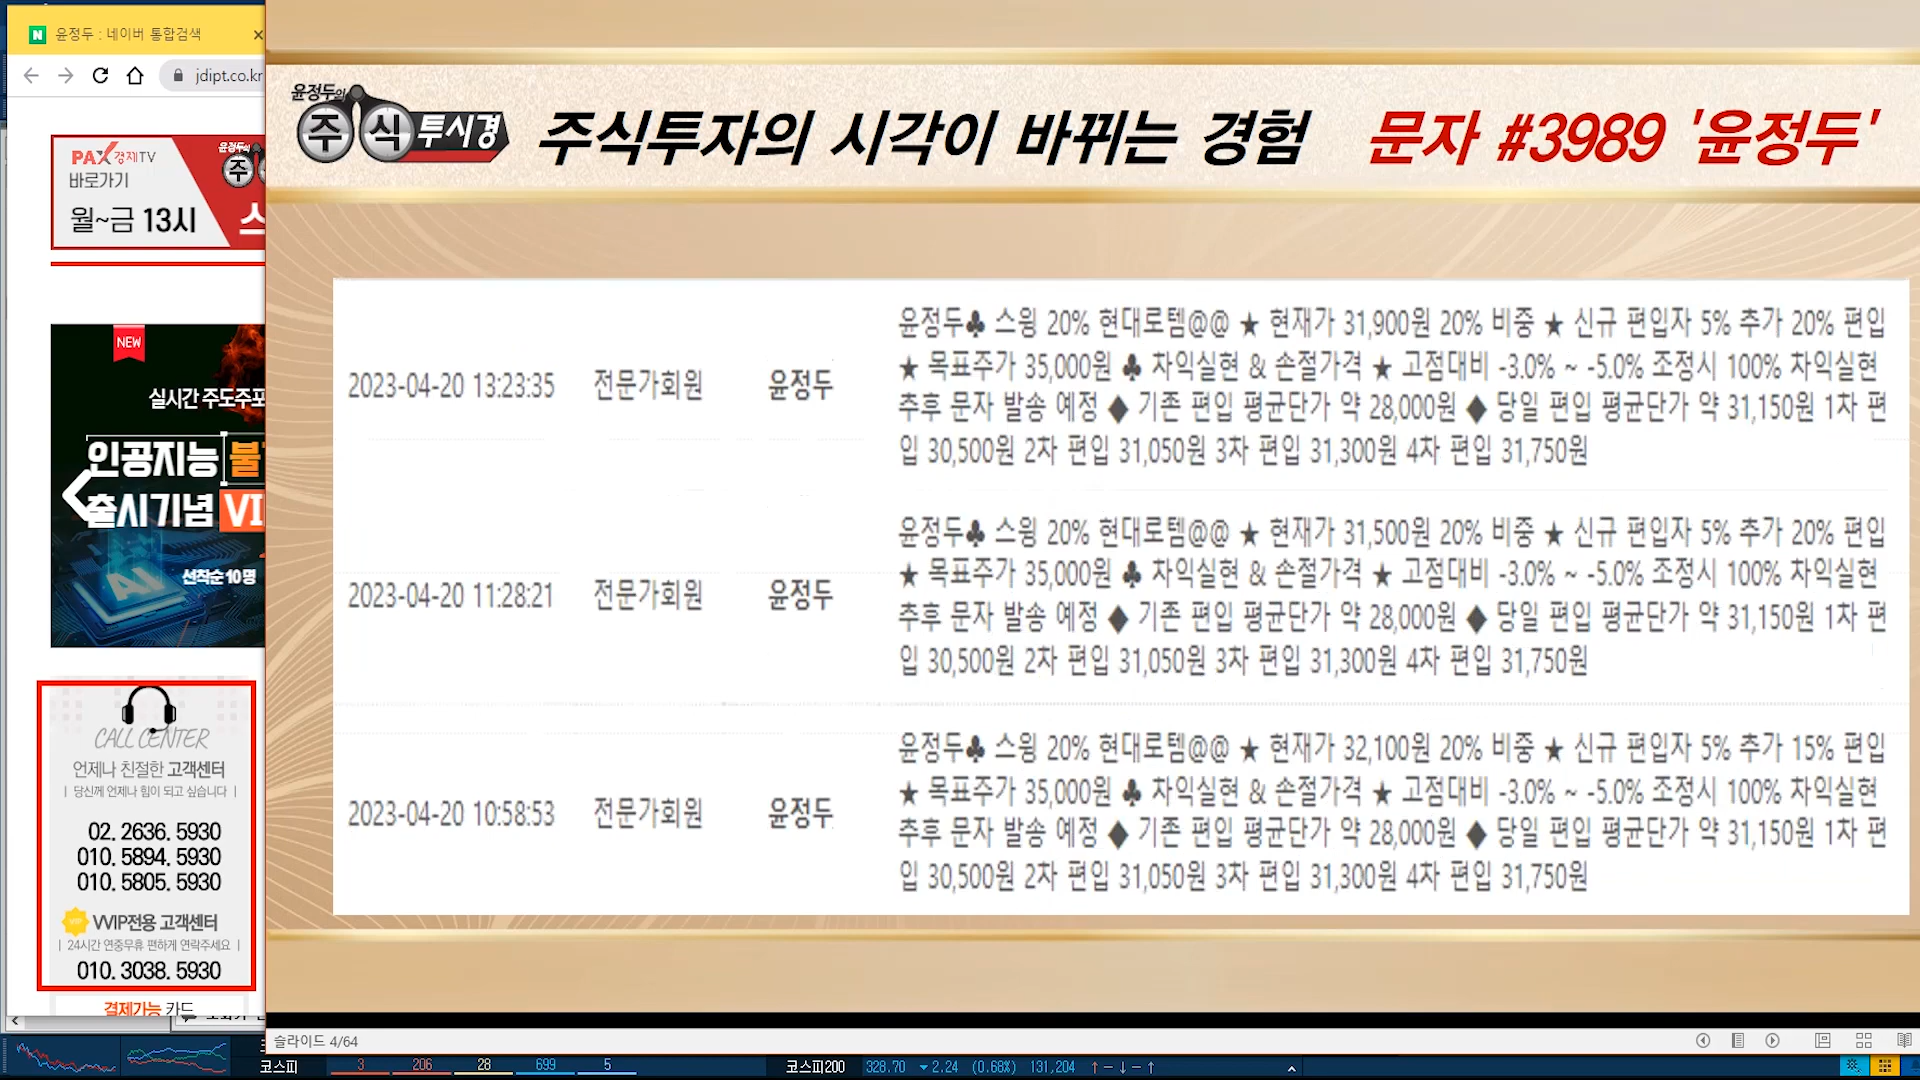 윤정두 : 네이버 통합검색
jdipt.co.kr
PAX경제TV
바로가기
월~금 13시
윤정두의
주
NEW
실시간 주도주포
인공지능 불
출시기념 VI
AI
선착순 10명
CALL CENTER
언제나 친절한 고객센터
| 당신께 언제나 힘이 되고 싶습니다 |
02. 2636. 5930
010. 5894. 5930
010. 5805. 5930
VVIP전용 고객센터
| 24시간 연중무휴 편하게 연락주세요 |
010. 3038. 5930
결제가능 카드
윤정두의
주식투시경
주식투자의 시각이 바뀌는 경험 문자 #3989 '윤정두'
2023-04-20 13:23:35 전문가회원 윤정두
윤정두♣ 스윙 20% 현대로템@@ ★ 현재가 31,900원 20% 비중 ★ 신규 편입자 5% 추가 20% 편입
★ 목표주가 35,000원 ♣ 차익실현 & 손절가격 ★ 고점대비 -3.0% ~ -5.0% 조정시 100% 차익실현
추후 문자 발송 예정 ◆ 기존 편입 평균단가 약 28,000원 ◆ 당일 편입 평균단가 약 31,150원 1차 편
입 30,500원 2차 편입 31,050원 3차 편입 31,300원 4차 편입 31,750원
2023-04-20 11:28:21 전문가회원 윤정두
윤정두♣ 스윙 20% 현대로템@@ ★ 현재가 31,500원 20% 비중 ★ 신규 편입자 5% 추가 20% 편입
★ 목표주가 35,000원 ♣ 차익실현 & 손절가격 ★ 고점대비 -3.0% ~ -5.0% 조정시 100% 차익실현
추후 문자 발송 예정 ◆ 기존 편입 평균단가 약 28,000원 ◆ 당일 편입 평균단가 약 31,150원 1차 편
입 30,500원 2차 편입 31,050원 3차 편입 31,300원 4차 편입 31,750원
2023-04-20 10:58:53 전문가회원 윤정두
윤정두♣ 스윙 20% 현대로템@@ ★ 현재가 32,100원 20% 비중 ★ 신규 편입자 5% 추가 15% 편입
★ 목표주가 35,000원 ♣ 차익실현 & 손절가격 ★ 고점대비 -3.0% ~ -5.0% 조정시 100% 차익실현
추후 문자 발송 예정 ◆ 기존 편입 평균단가 약 28,000원 ◆ 당일 편입 평균단가 약 31,150원 1차 편
입 30,500원 2차 편입 31,050원 3차 편입 31,300원 4차 편입 31,750원
슬라이드 4/64
코스피 3 206 28 699 5 코스피200 328.70 ▼ 2.24 (0.68%) 131,204 ↑ − ↓ − ↑